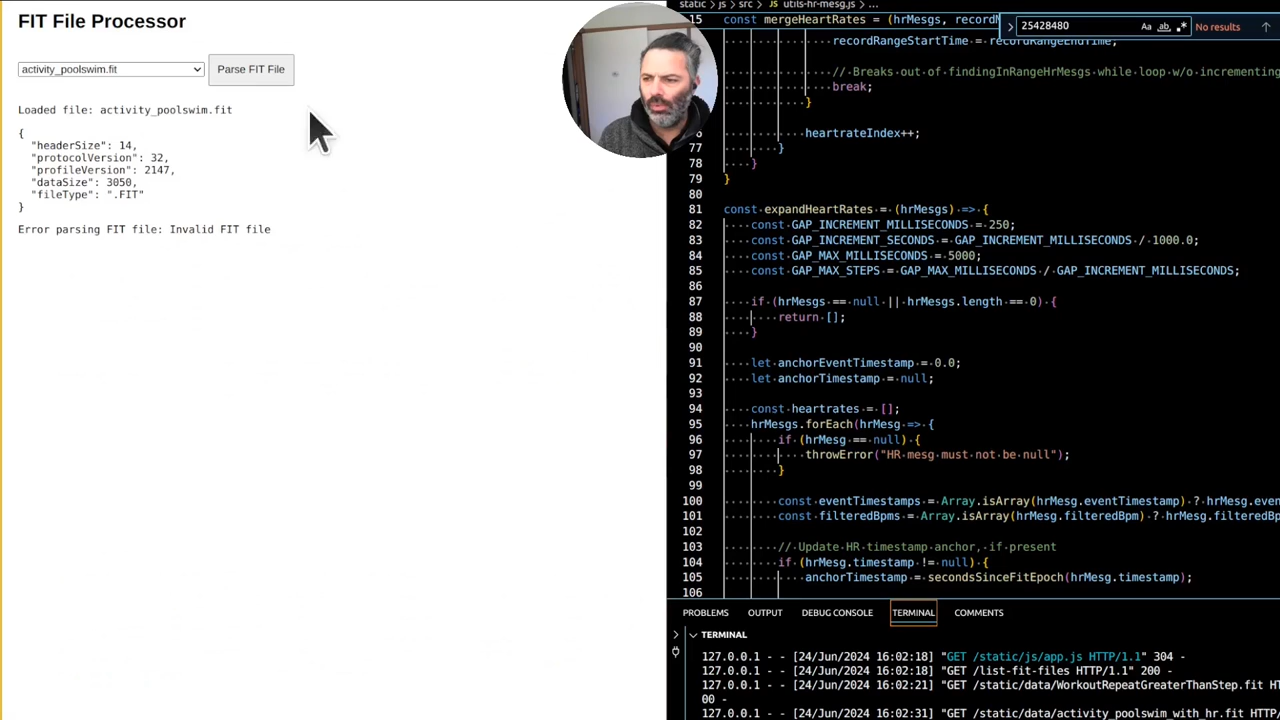 FIT File Processor
activity_poolswim.fit
Parse FIT File
Loaded file: activity_poolswim.fit
{
"headerSize": 14,
"protocolVersion": 32,
"profileVersion": 2147,
"dataSize": 3050,
"fileType": ".FIT"
}
Error parsing FIT file: Invalid FIT file
static > js > src > JS utils-hr-mesg.js > ...
25428480
Aa ab .* No results
15 const mergeHeartRates = (hrMesgs, recordM
recordRangeStartTime = recordRangeEndTime;
// Breaks out of findingInRangeHrMesgs while loop w/o incrementing
break;
}
heartrateIndex++;
77 }
78 }
79 }
80
81 const expandHeartRates = (hrMesgs) => {
82 const GAP_INCREMENT_MILLISECONDS = 250;
83 const GAP_INCREMENT_SECONDS = GAP_INCREMENT_MILLISECONDS / 1000.0;
84 const GAP_MAX_MILLISECONDS = 5000;
85 const GAP_MAX_STEPS = GAP_MAX_MILLISECONDS / GAP_INCREMENT_MILLISECONDS;
86
87 if (hrMesgs == null || hrMesgs.length == 0) {
88 return [];
89 }
90
91 let anchorEventTimestamp = 0.0;
92 let anchorTimestamp = null;
93
94 const heartrates = [];
95 hrMesgs.forEach(hrMesg => {
96 if (hrMesg == null) {
97 throwError("HR mesg must not be null");
98 }
99
100 const eventTimestamps = Array.isArray(hrMesg.eventTimestamp) ? hrMesg.even
101 const filteredBpms = Array.isArray(hrMesg.filteredBpm) ? hrMesg.filteredBp
102
103 // Update HR timestamp anchor, if present
104 if (hrMesg.timestamp != null) {
105 anchorTimestamp = secondsSinceFitEpoch(hrMesg.timestamp);
106
PROBLEMS OUTPUT DEBUG CONSOLE TERMINAL COMMENTS
TERMINAL
127.0.0.1 - - [24/Jun/2024 16:02:18] "GET /static/js/app.js HTTP/1.1" 304 -
127.0.0.1 - - [24/Jun/2024 16:02:18] "GET /list-fit-files HTTP/1.1" 200 -
127.0.0.1 - - [24/Jun/2024 16:02:21] "GET /static/data/WorkoutRepeatGreaterThanStep.fit H
00 -
127.0.0.1 - - [24/Jun/2024 16:02:31] "GET /static/data/activity_poolswim_with_hr.fit HTTP/